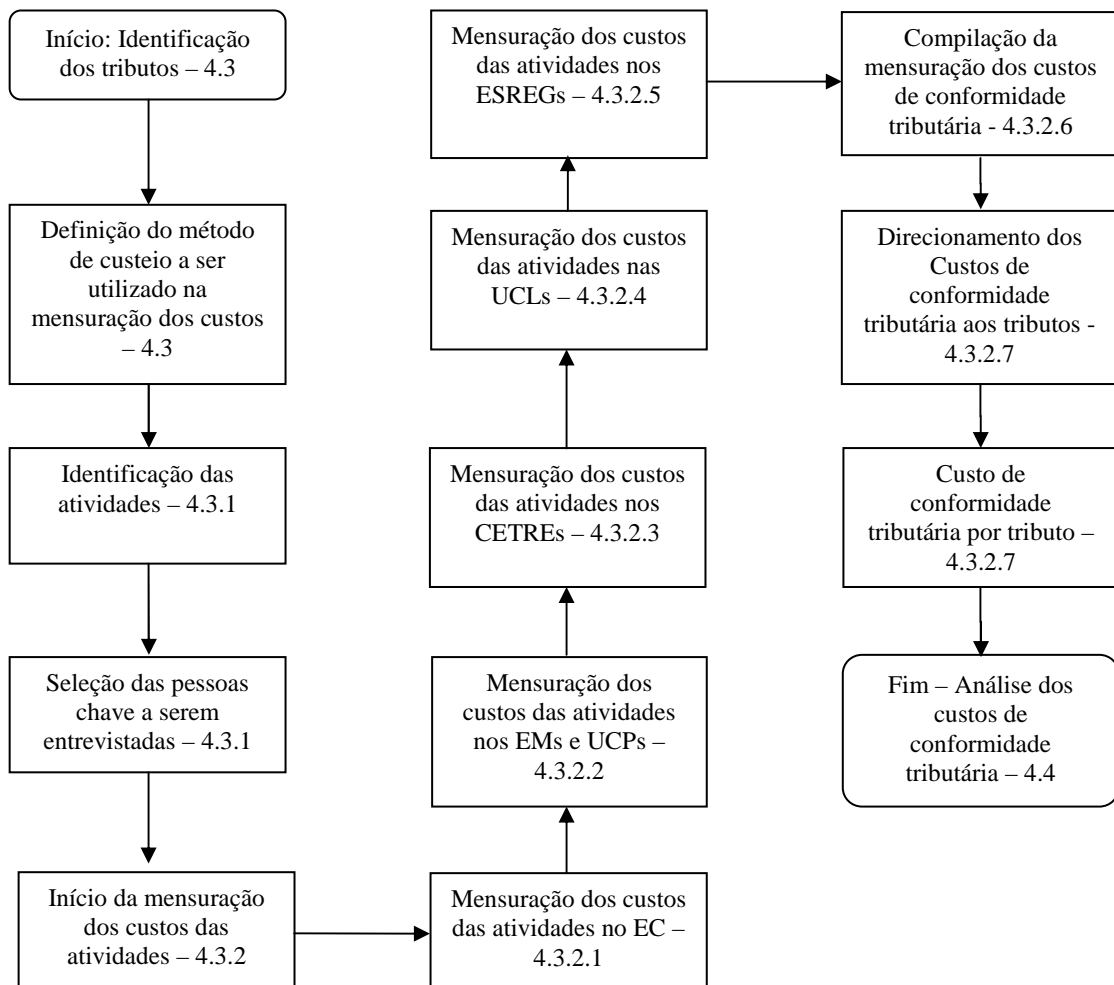 Início: Identificação
dos tributos – 4.3
Definição do método
de custeio a ser
utilizado na
mensuração dos custos
– 4.3
Identificação das
atividades – 4.3.1
Seleção das pessoas
chave a serem
entrevistadas – 4.3.1
Início da mensuração
dos custos das
atividades – 4.3.2
Mensuração dos custos
das atividades no EC –
4.3.2.1
Mensuração dos
custos das atividades
nos EMs e UCPs –
4.3.2.2
Mensuração dos custos
das atividades nos
CETREs – 4.3.2.3
Mensuração dos custos
das atividades nas
UCLs – 4.3.2.4
Mensuração dos custos
das atividades nos
ESREGs – 4.3.2.5
Compilação da
mensuração dos custos
de conformidade
tributária - 4.3.2.6
Direcionamento dos
Custos de
conformidade
tributária aos tributos -
4.3.2.7
Custo de
conformidade
tributária por tributo –
4.3.2.7
Fim – Análise dos
custos de
conformidade
tributária – 4.4